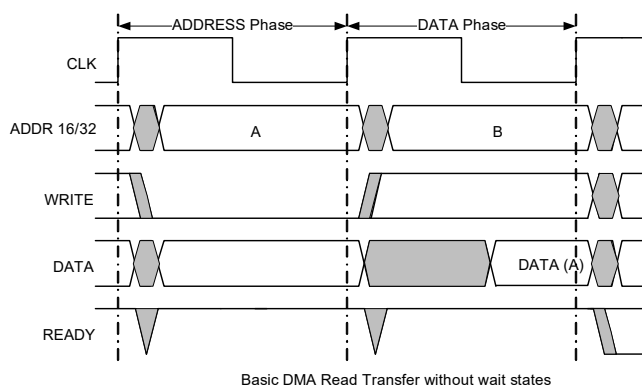 ADDRESS Phase DATA Phase
CLK
ADDR 16/32 A B
WRITE
DATA DATA (A)
READY
Basic DMA Read Transfer without wait states